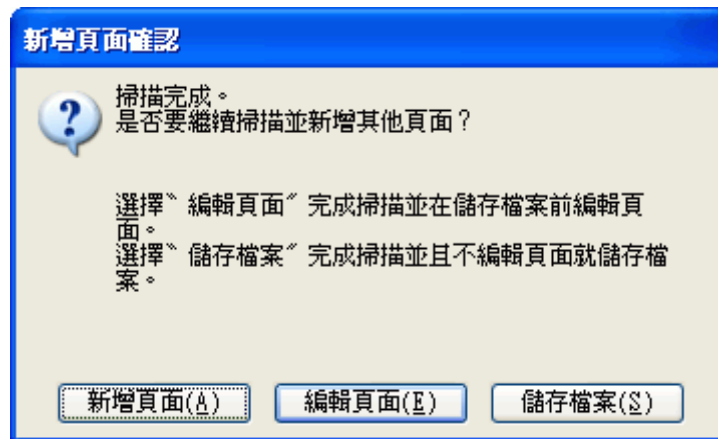 新增頁面確認
掃描完成。
是否要繼續掃描並新增其他頁面？
選擇〝編輯頁面〞完成掃描並在儲存檔案前編輯頁
面。
選擇〝儲存檔案〞完成掃描並且不編輯頁面就儲存檔
案。
新增頁面(A) 編輯頁面(E) 儲存檔案(S)